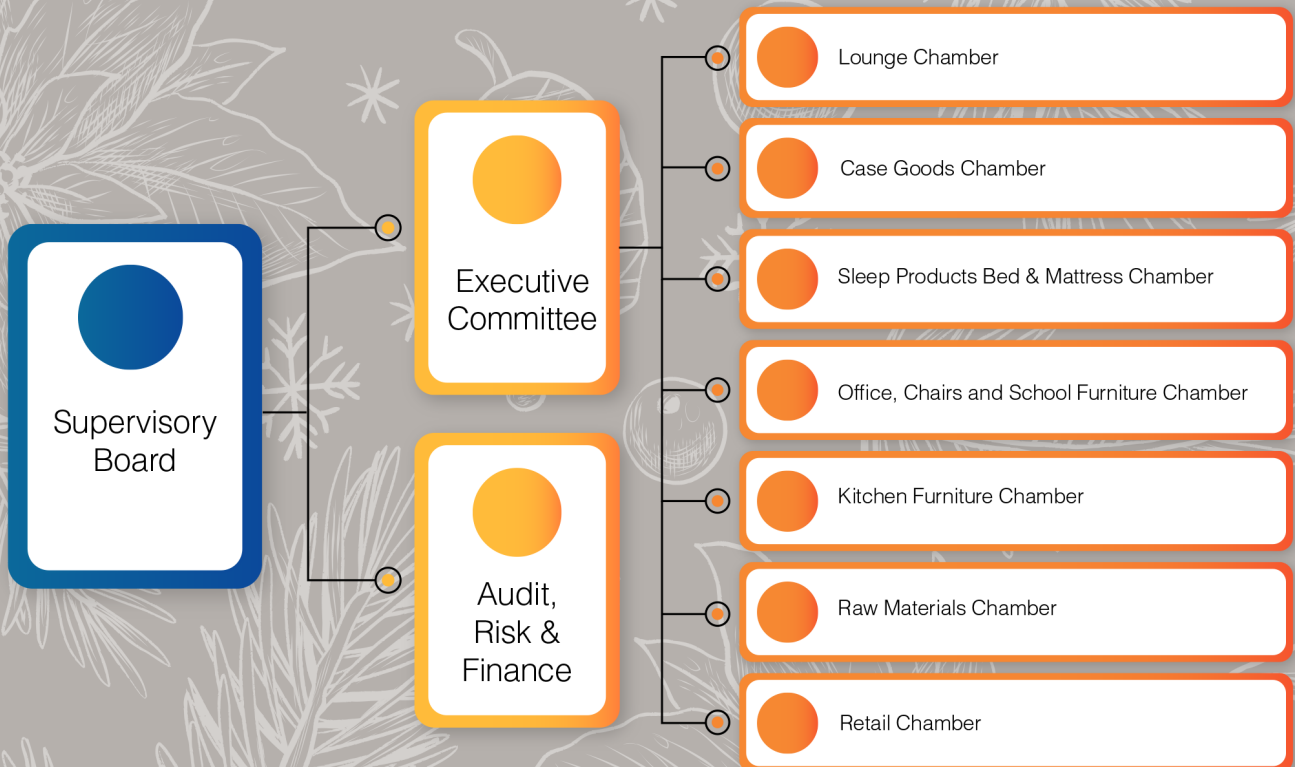 Supervisory
Board
Executive
Committee
Audit,
Risk &
Finance
Lounge Chamber
Case Goods Chamber
Sleep Products Bed & Mattress Chamber
Office, Chairs and School Furniture Chamber
Kitchen Furniture Chamber
Raw Materials Chamber
Retail Chamber